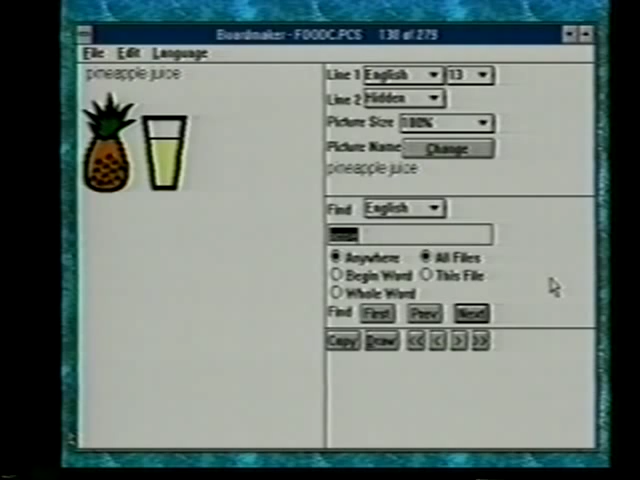 Boardmaker - FOODC.PCS 130 of 279
File Edit Language
pineapple juice
Line 1 English 13
Line 2 Hidden
Picture Size 100%
Picture Name Change
pineapple juice
Find English
Anywhere All Files
Begin Word This File
Whole Word
Find First Prev Next
Copy Draw << < > >>